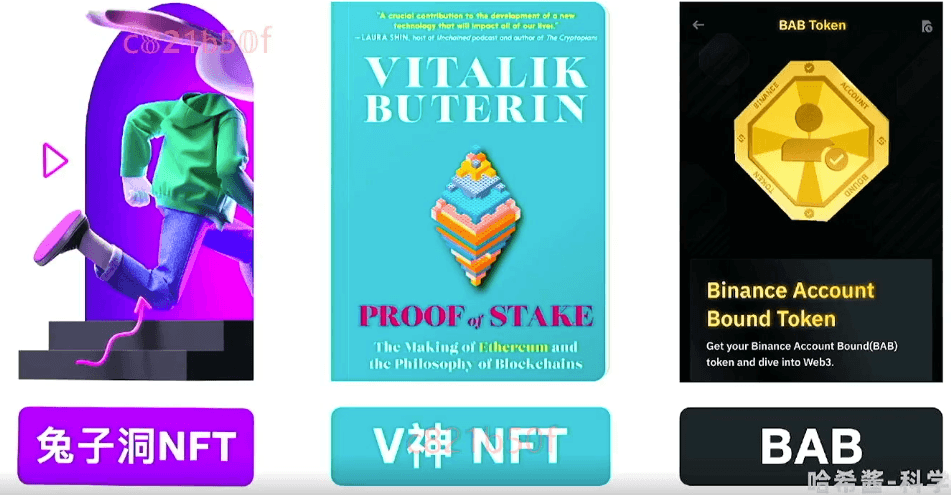 c821b50f
"A crucial contribution to the development of a new
technology that will impact all of our lives."
—LAURA SHIN, host of Unchained podcast and author of The Cryptopians
VITALIK
BUTERIN
PROOF of STAKE
The Making of Ethereum and
the Philosophy of Blockchains
BAB Token
BINANCE
ACCOUNT
BOUND
TOKEN
Binance Account
Bound Token
Get your Binance Account Bound(BAB)
token and dive into Web3.
兔子洞NFT
V神 NFT
c821b50f
BAB
哈希酱-科学